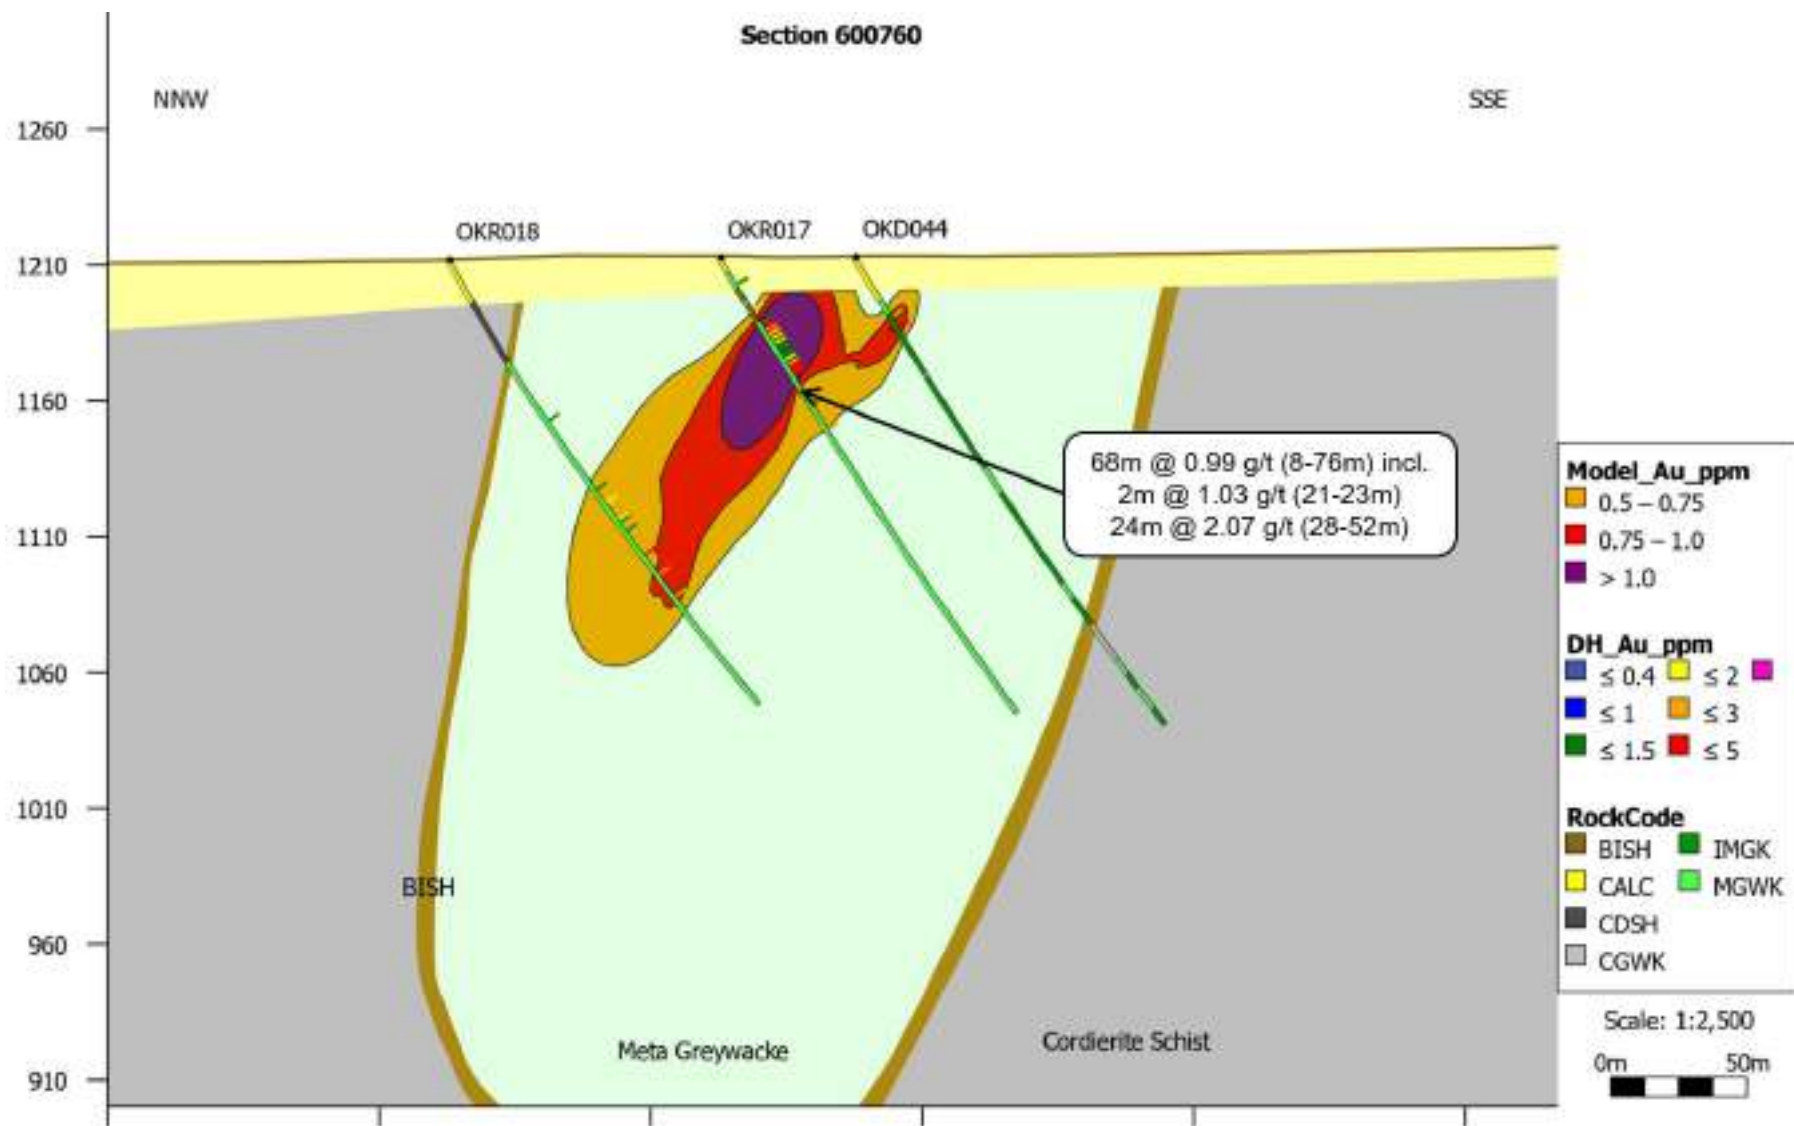 Section 600760
NNW
SSE
1260
1210
1160
1110
1060
1010
960
910
OKR018
OKR017
OKD044
68m @ 0.99 g/t (8-76m) incl.
2m @ 1.03 g/t (21-23m)
24m @ 2.07 g/t (28-52m)
BISH
Meta Greywacke
Cordierite Schist
Model_Au_ppm
0.5 – 0.75
0.75 – 1.0
> 1.0
DH_Au_ppm
≤ 0.4 ≤ 2
≤ 1 ≤ 3
≤ 1.5 ≤ 5
RockCode
BISH IMGK
CALC MGWK
CDSH
CGWK
Scale: 1:2,500
0m 50m